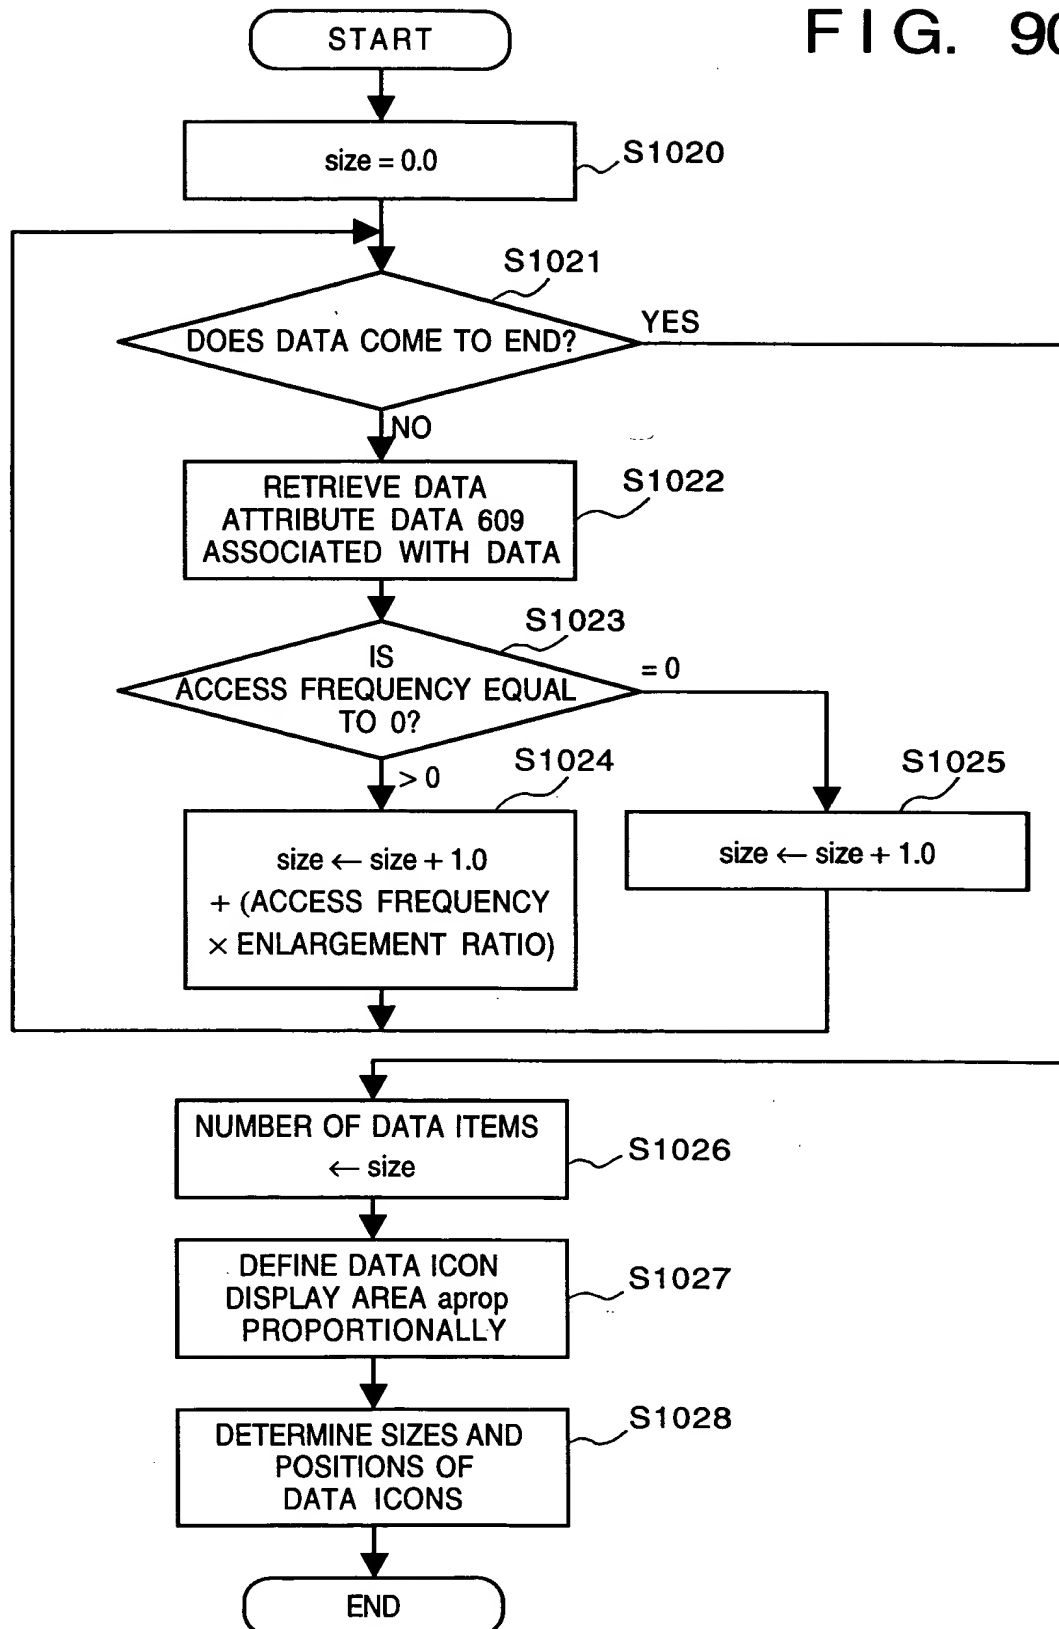 FIG. 90
START
size = 0.0
S1020
S1021
DOES DATA COME TO END?
YES
NO
RETRIEVE DATA
ATTRIBUTE DATA 609
ASSOCIATED WITH DATA
S1022
S1023
IS
ACCESS FREQUENCY EQUAL
TO 0?
= 0
> 0
S1024
size ← size + 1.0
+ (ACCESS FREQUENCY
× ENLARGEMENT RATIO)
S1025
size ← size + 1.0
NUMBER OF DATA ITEMS
← size
S1026
DEFINE DATA ICON
DISPLAY AREA aprop
PROPORTIONALLY
S1027
DETERMINE SIZES AND
POSITIONS OF
DATA ICONS
S1028
END